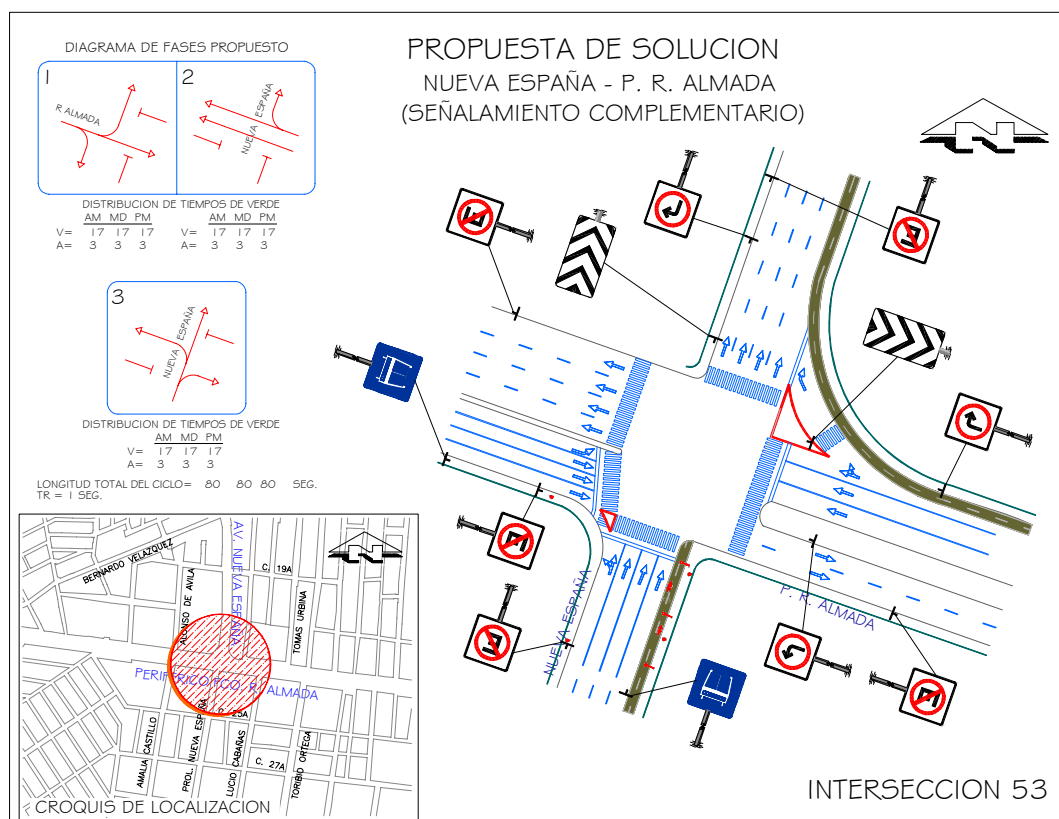 PROPUESTA DE SOLUCION
NUEVA ESPAÑA - P. R. ALMADA
(SEÑALAMIENTO COMPLEMENTARIO)
DIAGRAMA DE FASES PROPUESTO
1
R ALMADA
2
NUEVA ESPAÑA
DISTRIBUCION DE TIEMPOS DE VERDE
AM MD PM AM MD PM
V= 17 17 17 V= 17 17 17
A= 3 3 3 A= 3 3 3
3
NUEVA ESPAÑA
DISTRIBUCION DE TIEMPOS DE VERDE
AM MD PM
V= 17 17 17
A= 3 3 3
LONGITUD TOTAL DEL CICLO= 80 80 80 SEG.
TR = 1 SEG.
N
E
E
E
E
E
NUEVA ESPAÑA
P. R. ALMADA
BERNARDO VELAZQUEZ
ALONSO DE AVILA
AV. NUEVA ESPAÑA
C. 19A
TOMAS URBINA
N
PERIFERICO FCO. R. ALMADA
C. 25A
AMALIA CASTILLO
PROL. NUEVA ESPAÑA
LUCIO CABAÑAS
C. 27A
TORIBIO ORTEGA
CROQUIS DE LOCALIZACION
INTERSECCION 53